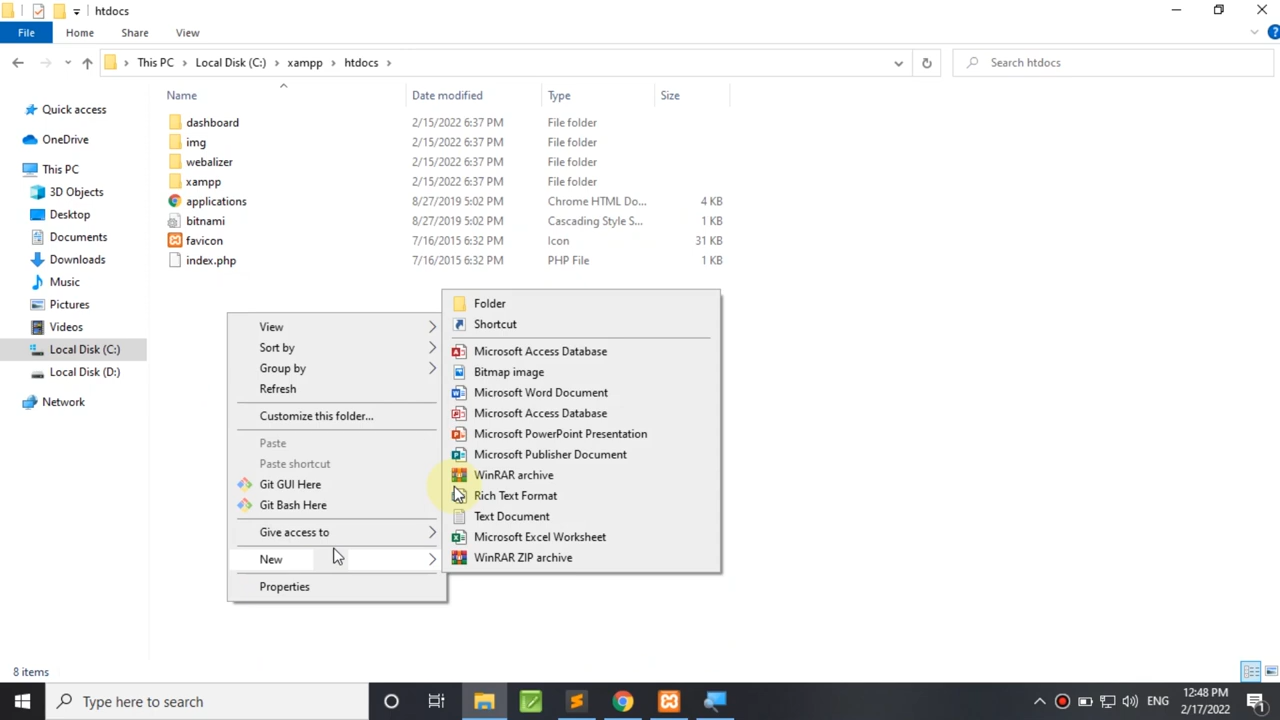 htdocs
File
Home
Share
View
This PC
Local Disk (C:)
xampp
htdocs
Search htdocs
Name
Date modified
Type
Size
Quick access
OneDrive
This PC
3D Objects
Desktop
Documents
Downloads
Music
Pictures
Videos
Local Disk (C:)
Local Disk (D:)
Network
dashboard 2/15/2022 6:37 PM File folder
img 2/15/2022 6:37 PM File folder
webalizer 2/15/2022 6:37 PM File folder
xampp 2/15/2022 6:37 PM File folder
applications 8/27/2019 5:02 PM Chrome HTML Do... 4 KB
bitnami 8/27/2019 5:02 PM Cascading Style S... 1 KB
favicon 7/16/2015 6:32 PM Icon 31 KB
index.php 7/16/2015 6:32 PM PHP File 1 KB
View
Sort by
Group by
Refresh
Customize this folder...
Paste
Paste shortcut
Git GUI Here
Git Bash Here
Give access to
New
Properties
Folder
Shortcut
Microsoft Access Database
Bitmap image
Microsoft Word Document
Microsoft Access Database
Microsoft PowerPoint Presentation
Microsoft Publisher Document
WinRAR archive
Rich Text Format
Text Document
Microsoft Excel Worksheet
WinRAR ZIP archive
8 items
Type here to search
ENG
12:48 PM
2/17/2022
1